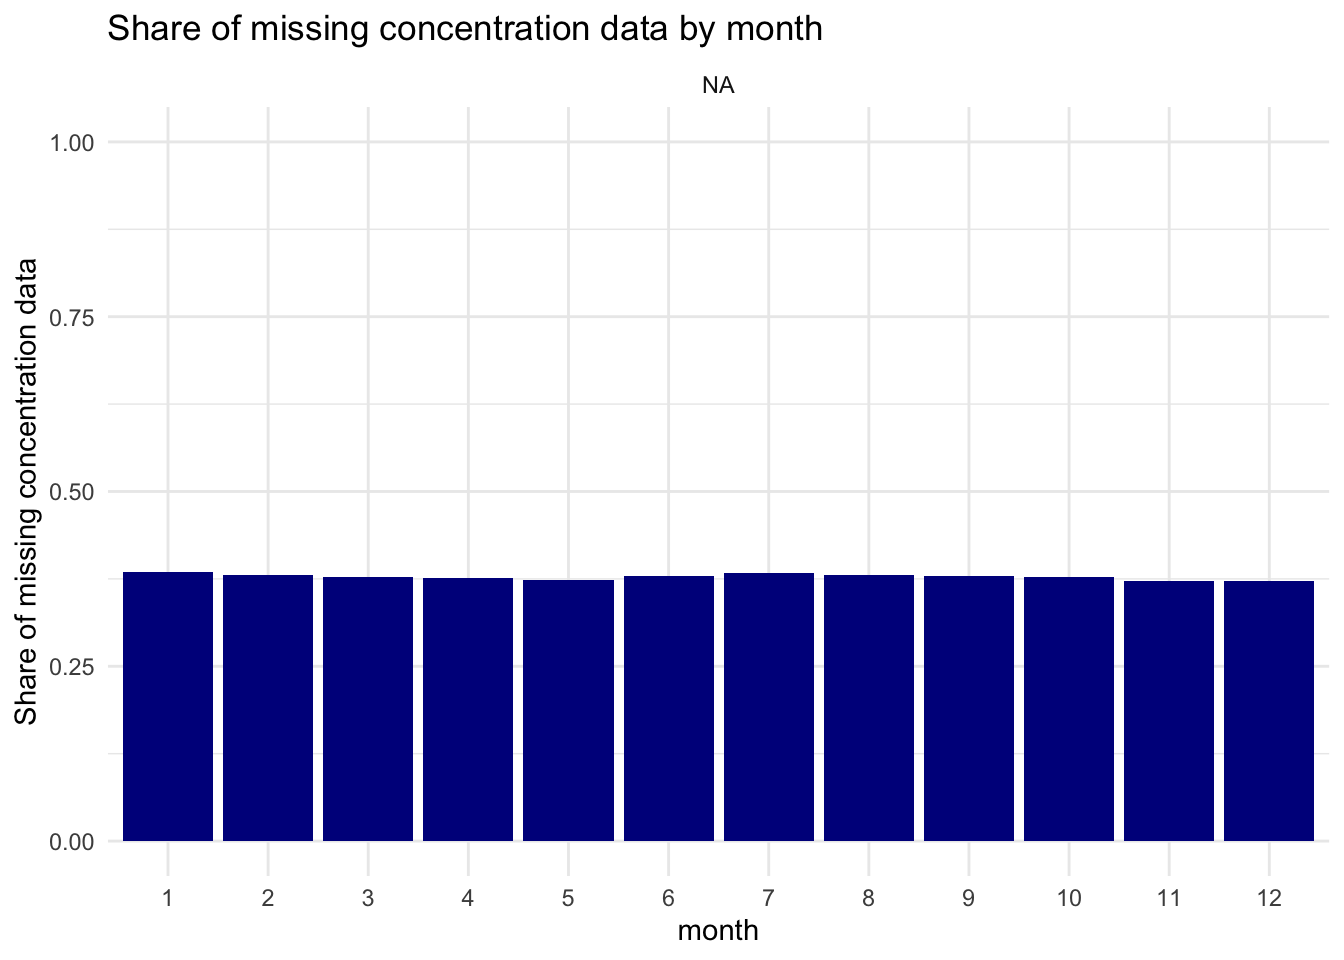 Share of missing concentration data by month
NA
Share of missing concentration data
1.00
0.75
0.50
0.25
0.00
1 2 3 4 5 6 7 8 9 10 11 12
month